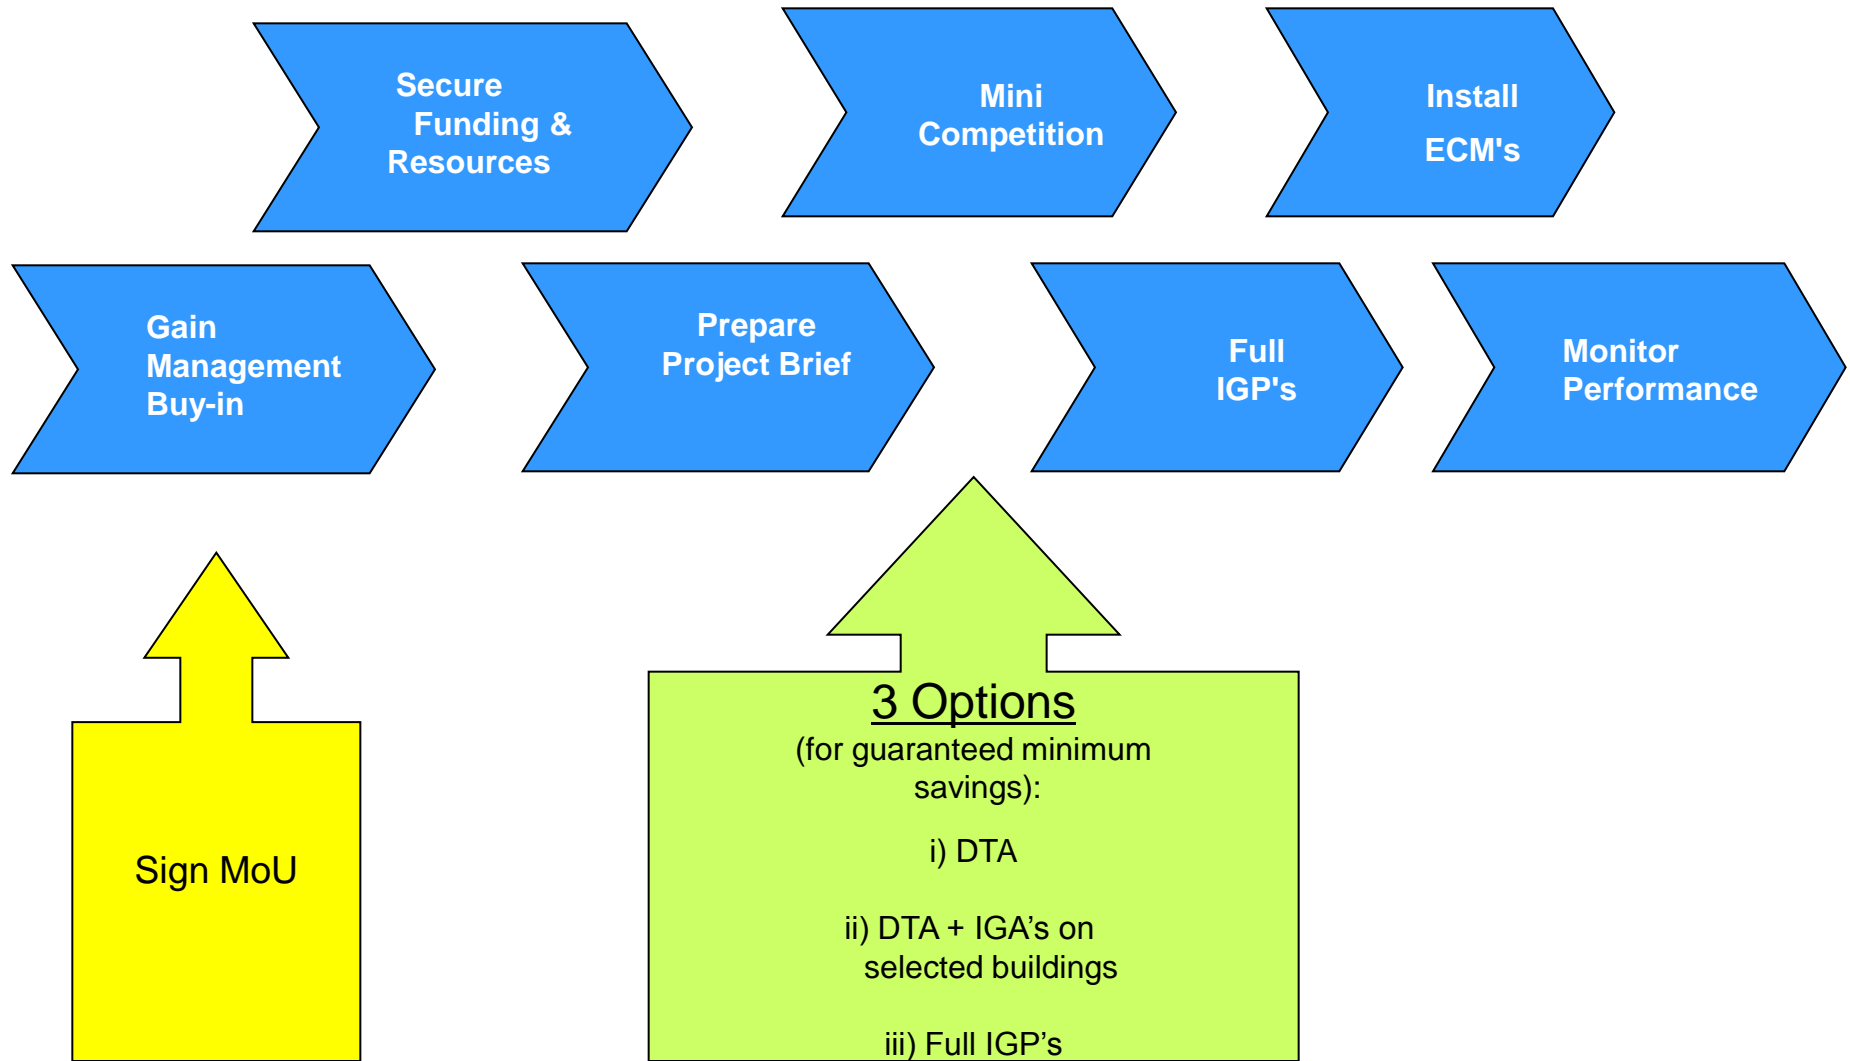 Secure
Funding &
Resources
Mini
Competition
Install
ECM's
Gain
Management
Buy-in
Prepare
Project Brief
Full
IGP's
Monitor
Performance
Sign MoU
3 Options
(for guaranteed minimum
savings):
i) DTA
ii) DTA + IGA’s on
selected buildings
iii) Full IGP’s